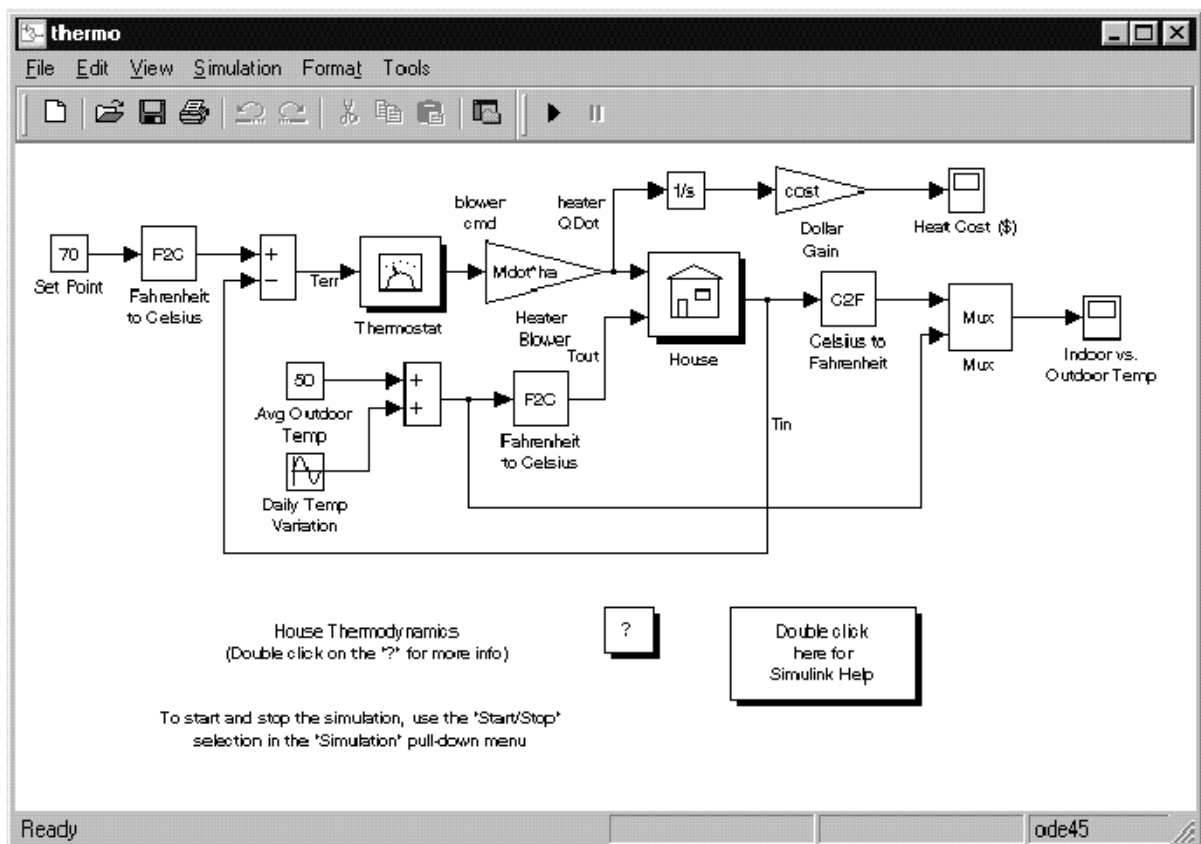 thermo
File Edit View Simulation Format Tools
1/s
cost
Dollar
Gain
Heat Cost ($)
blower
cmd
heater
QDot
70
Set Point
F2C
Fahrenheit
to Celsius
+
−
Terr
Thermostat
Mdot*ha
Heater
Blower
Tout
House
C2F
Celsius to
Fahrenheit
Mux
Mux
Indoor vs.
Outdoor Temp
50
Avg Outdoor
Temp
+
+
F2C
Fahrenheit
to Celsius
Tin
Daily Temp
Variation
House Thermodynamics
(Double click on the "?" for more info)
?
Double click
here for
Simulink Help
To start and stop the simulation, use the "Start/Stop"
selection in the "Simulation" pull-down menu
Ready
ode45